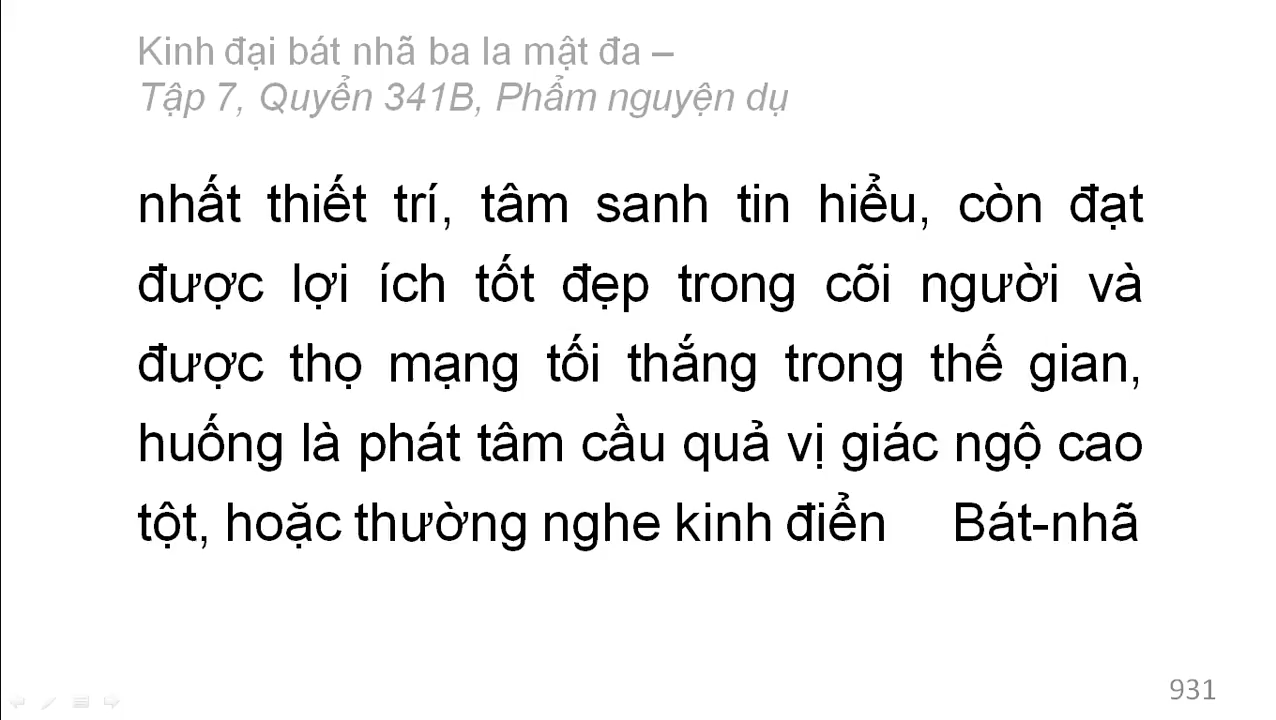 Kinh đại bát nhã ba la mật đa –
Tập 7, Quyển 341B, Phẩm nguyện dụ
nhất thiết trí, tâm sanh tin hiểu, còn đạt
được lợi ích tốt đẹp trong cõi người và
được thọ mạng tối thắng trong thế gian,
huống là phát tâm cầu quả vị giác ngộ cao
tột, hoặc thường nghe kinh điển Bát-nhã
931